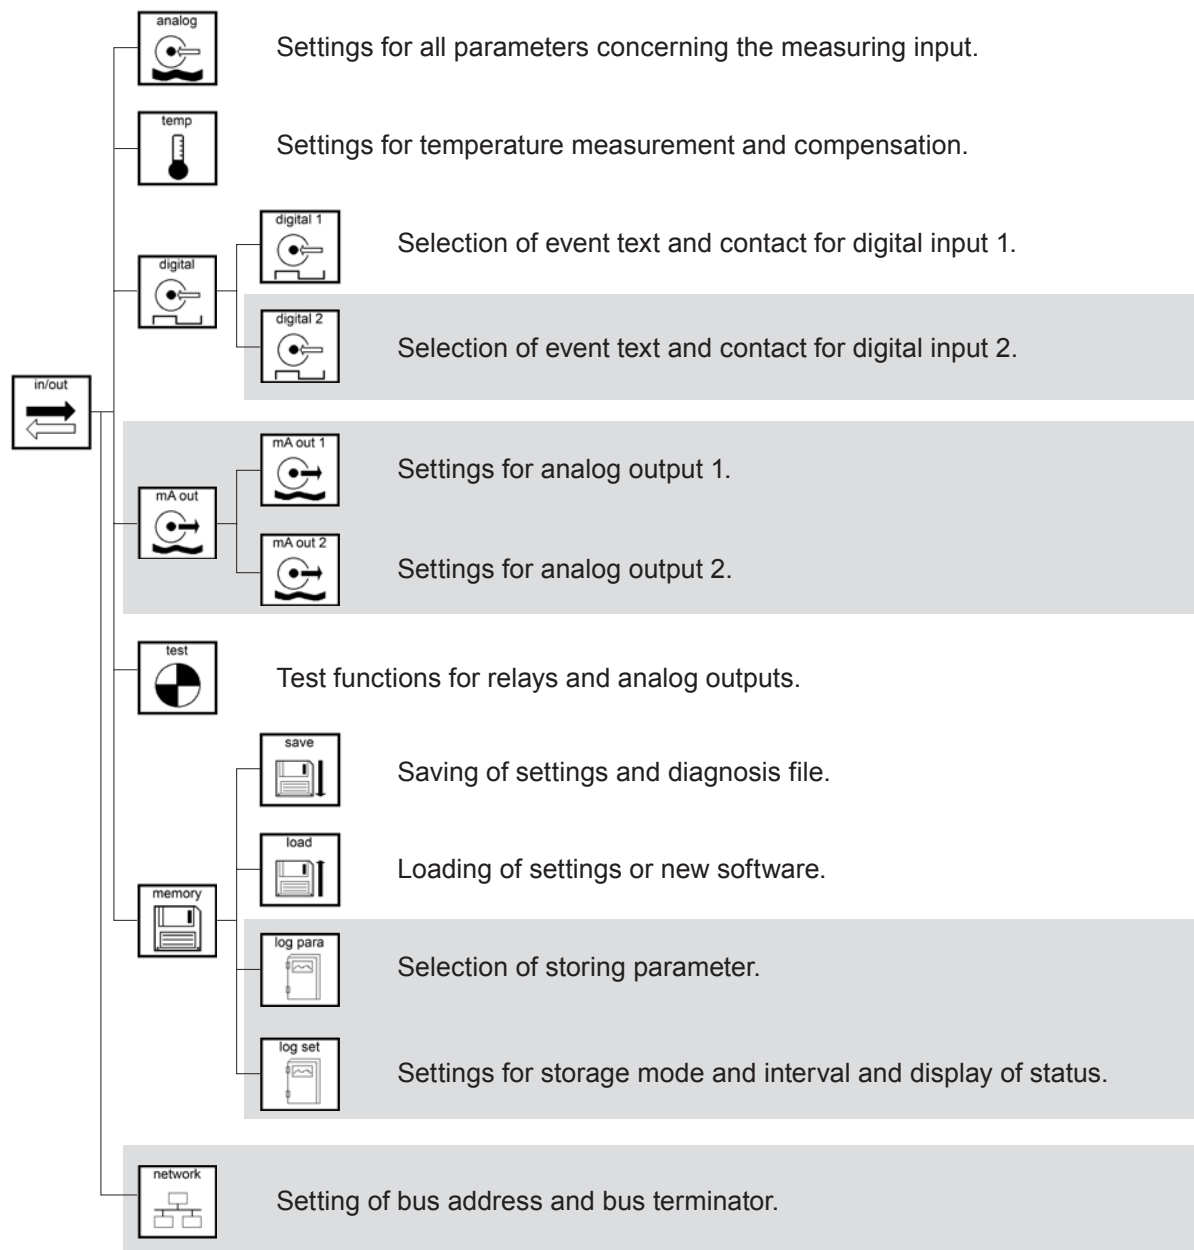 analog
Settings for all parameters concerning the measuring input.
temp
Settings for temperature measurement and compensation.
digital 1
Selection of event text and contact for digital input 1.
digital
digital 2
Selection of event text and contact for digital input 2.
in/out
mA out 1
Settings for analog output 1.
mA out
mA out 2
Settings for analog output 2.
test
Test functions for relays and analog outputs.
save
Saving of settings and diagnosis file.
load
Loading of settings or new software.
memory
log para
Selection of storing parameter.
log set
Settings for storage mode and interval and display of status.
network
Setting of bus address and bus terminator.